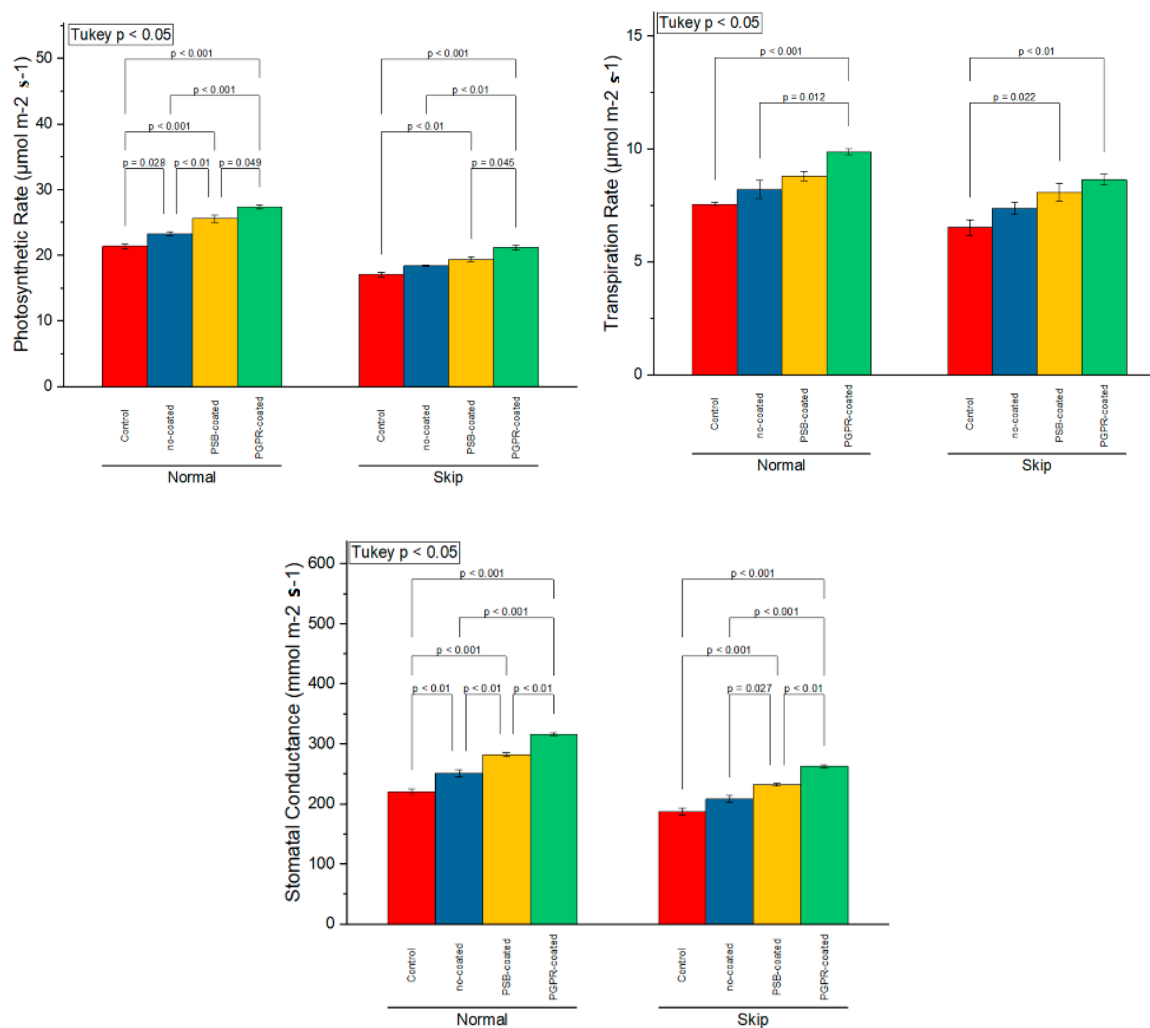 Tukey p < 0.05
Photosynthetic Rate (µmol m-2 s-1)
50
40
30
20
10
0
p < 0.001
p < 0.001
p < 0.001
p = 0.028
p < 0.01
p = 0.049
p < 0.001
p < 0.01
p < 0.01
p = 0.045
Control
no-coated
PSB-coated
PGPR-coated
Control
no-coated
PSB-coated
PGPR-coated
Normal
Skip
Tukey p < 0.05
Transpiration Rate (µmol m-2 s-1)
15
10
5
0
p < 0.001
p = 0.012
p < 0.01
p = 0.022
Control
no-coated
PSB-coated
PGPR-coated
Control
no-coated
PSB-coated
PGPR-coated
Normal
Skip
Tukey p < 0.05
Stomatal Conductance (mmol m-2 s-1)
600
500
400
300
200
100
0
p < 0.001
p < 0.001
p < 0.001
p < 0.01
p < 0.01
p < 0.01
p < 0.001
p < 0.001
p < 0.001
p = 0.027
p < 0.01
Control
no-coated
PSB-coated
PGPR-coated
Control
no-coated
PSB-coated
PGPR-coated
Normal
Skip